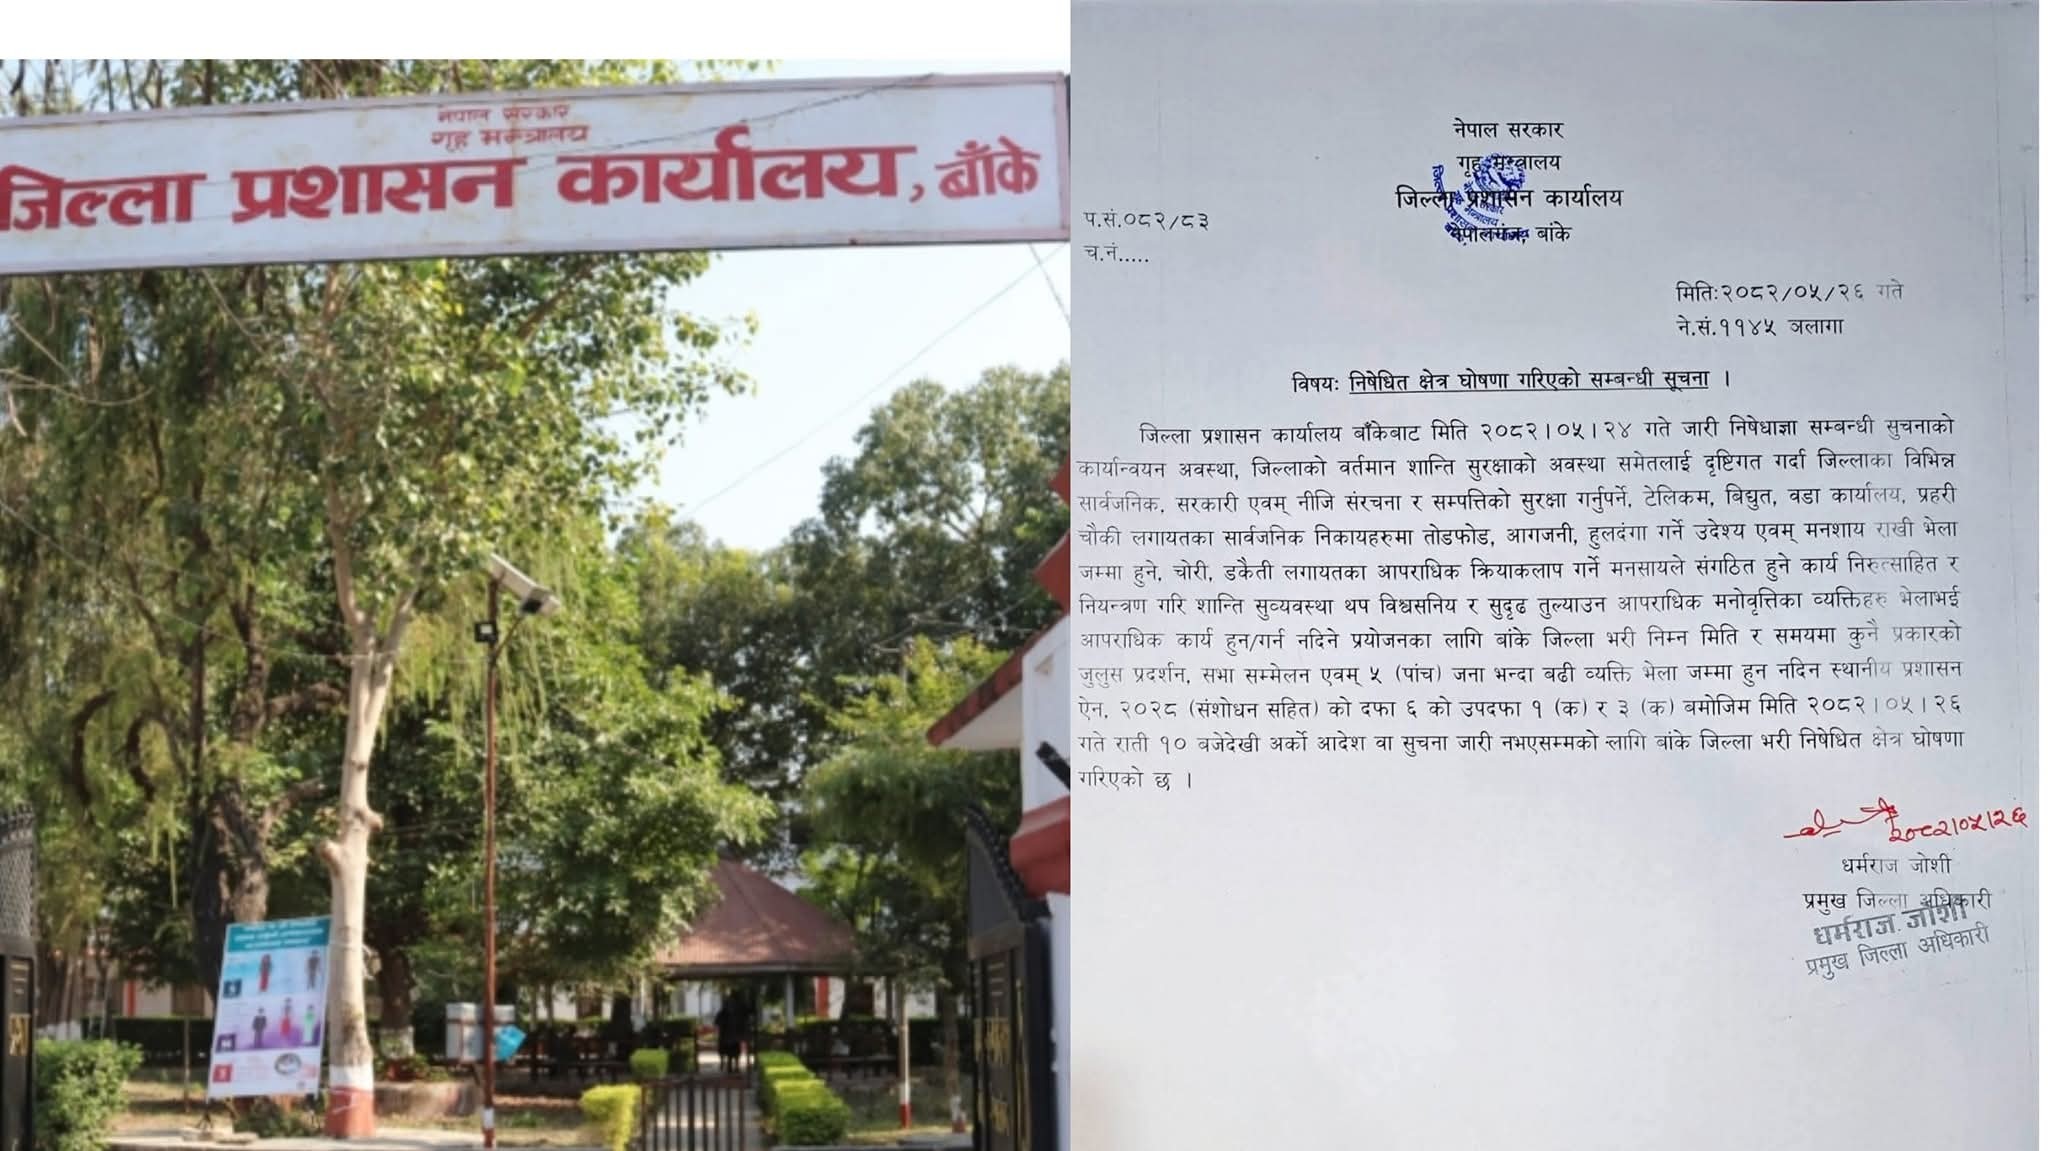 नेपाल सरकार
गृह मन्त्रालय
जिल्ला प्रशासन कार्यालय, बाँके
नेपाल सरकार
गृह मन्त्रालय
जिल्ला प्रशासन कार्यालय
नेपालगंज, बांके
प.सं.०८२/८३
च.नं.....
मितिः२०८२/०५/२६ गते
ने.सं.११४५ ञलागा
विषयः निषेधित क्षेत्र घोषणा गरिएको सम्बन्धी सूचना ।
जिल्ला प्रशासन कार्यालय बाँकेबाट मिति २०८२।०५।२४ गते जारी निषेधाज्ञा सम्बन्धी सुचनाको
कार्यान्वयन अवस्था, जिल्लाको वर्तमान शान्ति सुरक्षाको अवस्था समेतलाई दृष्टिगत गर्दा जिल्लाका विभिन्न
सार्वजनिक, सरकारी एवम् नीजि संरचना र सम्पत्तिको सुरक्षा गर्नुपर्ने, टेलिकम, बिद्युत, वडा कार्यालय, प्रहरी
चौकी लगायतका सार्वजनिक निकायहरुमा तोडफोड, आगजनी, हुलदंगा गर्ने उदेश्य एवम् मनशाय राखी भेला
जम्मा हुने, चोरी, डकैती लगायतका आपराधिक क्रियाकलाप गर्ने मनसायले संगठित हुने कार्य निरुत्साहित र
नियन्त्रण गरि शान्ति सुव्यवस्था थप विश्वसनिय र सुदृढ तुल्याउन आपराधिक मनोवृत्तिका व्यक्तिहरु भेलाभई
आपराधिक कार्य हुन/गर्न नदिने प्रयोजनका लागि बांके जिल्ला भरी निम्न मिति र समयमा कुनै प्रकारको
जुलुस प्रदर्शन, सभा सम्मेलन एवम् ५ (पांच) जना भन्दा बढी व्यक्ति भेला जम्मा हुन नदिन स्थानीय प्रशासन
ऐन, २०२८ (संशोधन सहित) को दफा ६ को उपदफा १ (क) र ३ (क) बमोजिम मिति २०८२।०५।२६
गते राती १० बजेदेखी अर्को आदेश वा सुचना जारी नभएसम्मको लागि बांके जिल्ला भरी निषेधित क्षेत्र घोषणा
गरिएको छ ।
२०८२।०५।२६
धर्मराज जोशी
प्रमुख जिल्ला अधिकारी
धर्मराज जोशी
प्रमुख जिल्ला अधिकारी